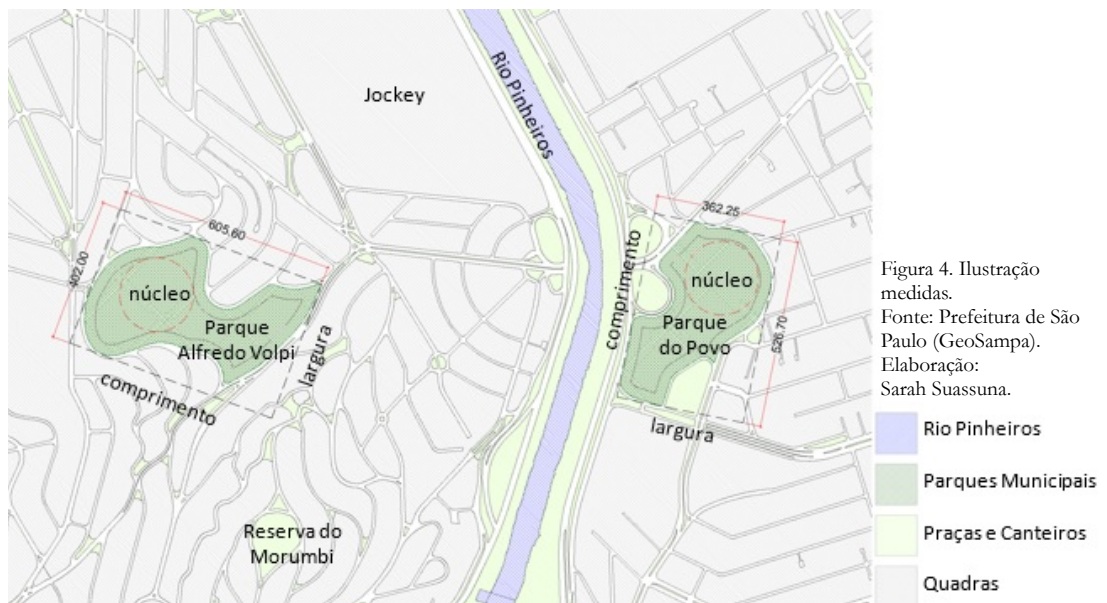 Jockey
Rio Pinheiros
605.60
402.00
núcleo
Parque
Alfredo Volpi
largura
comprimento
Reserva do
Morumbi
362.25
comprimento
núcleo
Parque
do Povo
526.70
largura
Figura 4. Ilustração
medidas.
Fonte: Prefeitura de São
Paulo (GeoSampa).
Elaboração:
Sarah Suassuna.
Rio Pinheiros
Parques Municipais
Praças e Canteiros
Quadras